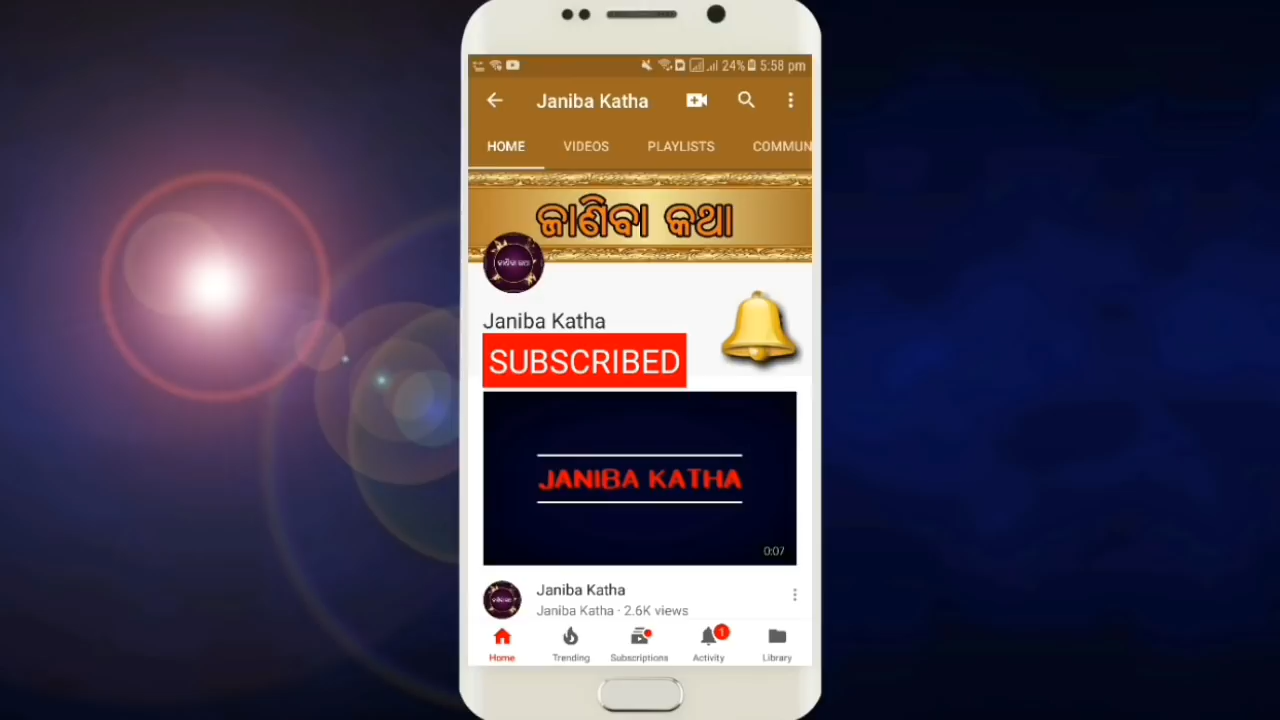 24% 5:58 pm
Janiba Katha
HOME VIDEOS PLAYLISTS COMMUN
ଜାଣିବା କଥା
ଜାଣିବା କଥା
Janiba Katha
SUBSCRIBED
JANIBA KATHA
0:07
Janiba Katha
Janiba Katha · 2.6K views
1
Home Trending Subscriptions Activity Library